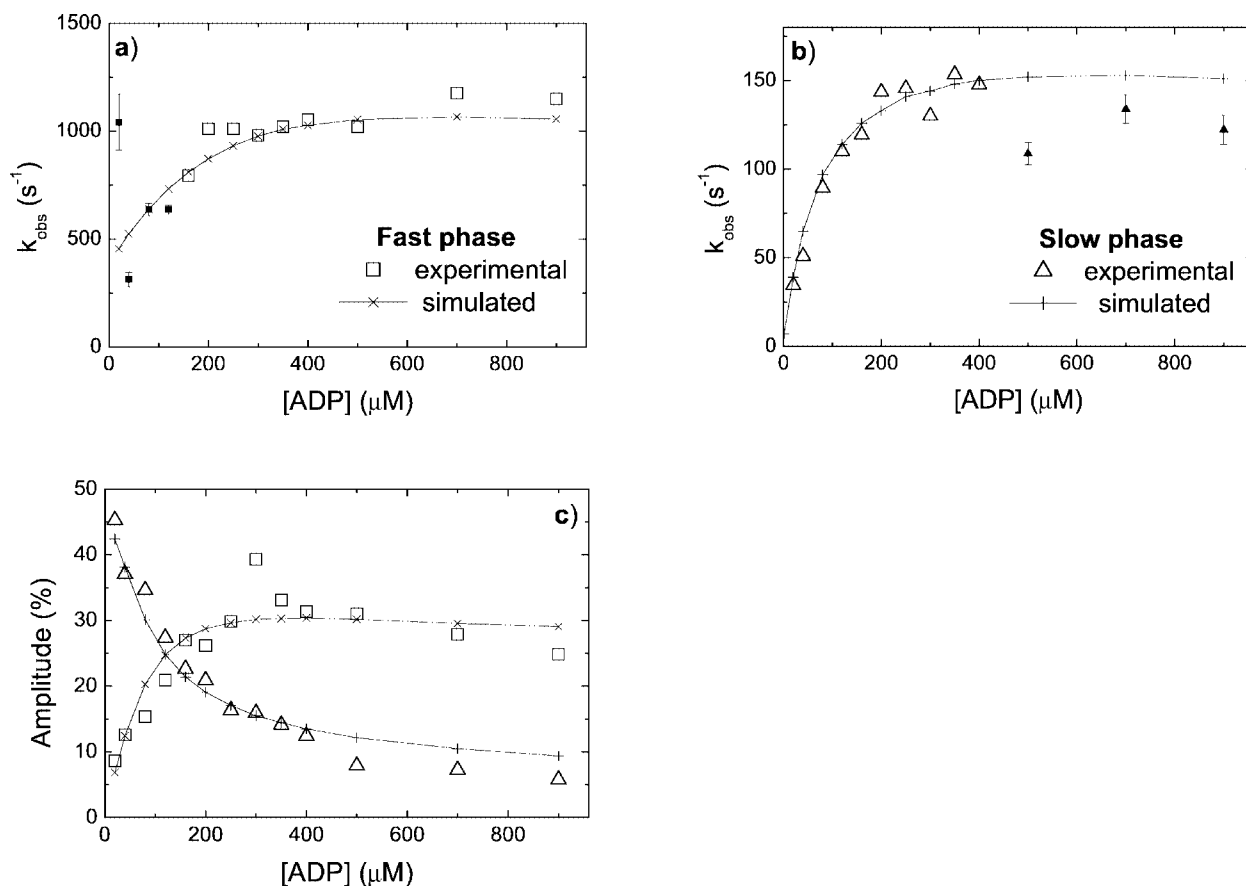 a)
1500
1000
500
0
k_obs (s⁻¹)
Fast phase
experimental
simulated
0 200 400 600 800
[ADP] (μM)
b)
150
100
50
0
k_obs (s⁻¹)
Slow phase
experimental
simulated
0 200 400 600 800
[ADP] (μM)
c)
50
40
30
20
10
0
Amplitude (%)
0 200 400 600 800
[ADP] (μM)